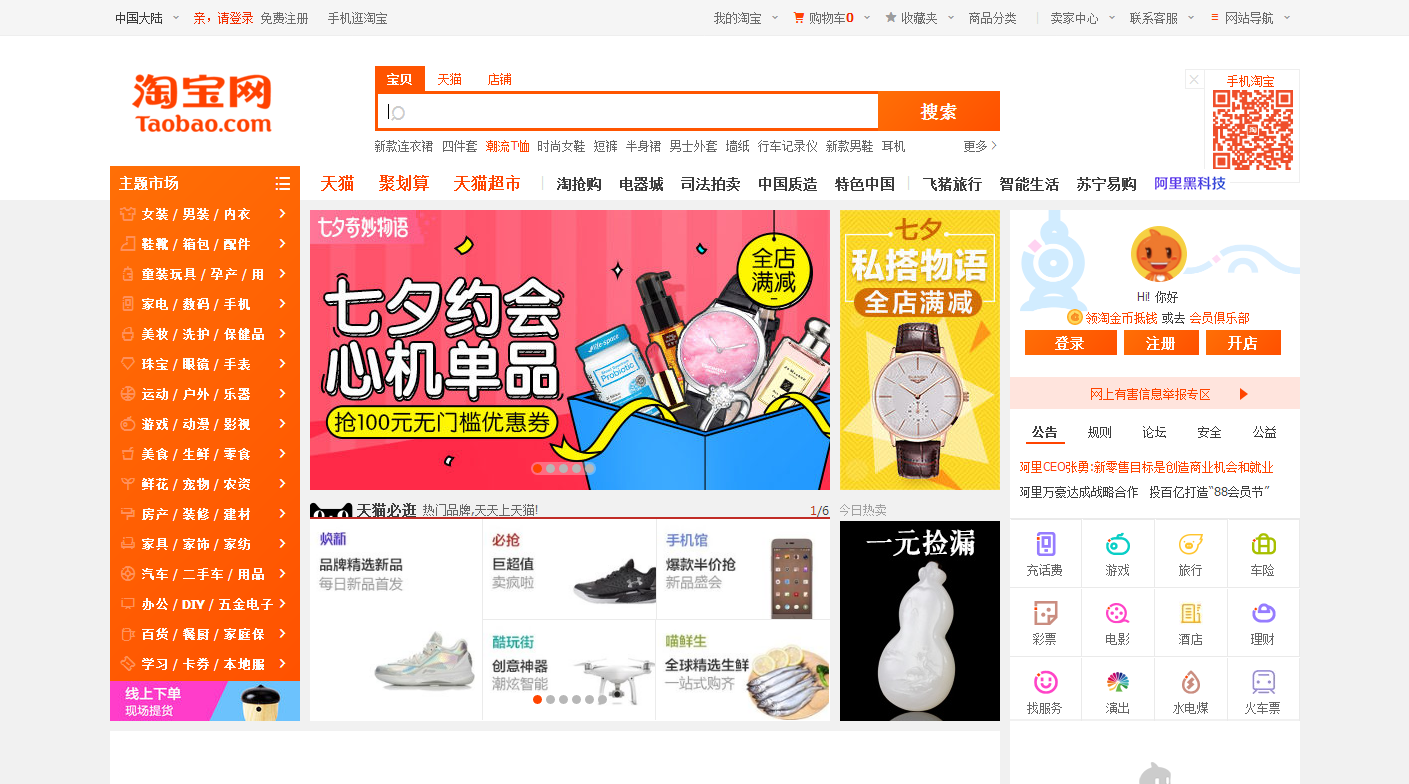 中国大陆 亲，请登录 免费注册 手机逛淘宝 我的淘宝 购物车0 收藏夹 商品分类 卖家中心 联系客服 网站导航
淘宝网
Taobao.com
宝贝 天猫 店铺
搜索
新款连衣裙 四件套 潮流T恤 时尚女鞋 短裤 半身裙 男士外套 墙纸 行车记录仪 新款男鞋 耳机 更多
手机淘宝
主题市场
天猫 聚划算 天猫超市 淘抢购 电器城 司法拍卖 中国质造 特色中国 飞猪旅行 智能生活 苏宁易购 阿里黑科技
女装 / 男装 / 内衣
鞋靴 / 箱包 / 配件
童装玩具 / 孕产 / 用
家电 / 数码 / 手机
美妆 / 洗护 / 保健品
珠宝 / 眼镜 / 手表
运动 / 户外 / 乐器
游戏 / 动漫 / 影视
美食 / 生鲜 / 零食
鲜花 / 宠物 / 农资
房产 / 装修 / 建材
家具 / 家饰 / 家纺
汽车 / 二手车 / 用品
办公 / DIY / 五金电子
百货 / 餐厨 / 家庭保
学习 / 卡券 / 本地服
线上下单
现场提货
七夕奇妙物语
全店
满减
七夕约会
心机单品
抢100元无门槛优惠券
life-space
Probiotic
七夕
私搭物语
全店满减
Hi! 你好
领淘金币抵钱 或去 会员俱乐部
登录 注册 开店
网上有害信息举报专区
公告 规则 论坛 安全 公益
阿里CEO张勇:新零售目标是创造商业机会和就业
阿里万豪达成战略合作 投百亿打造“88会员节”
天猫必逛 热门品牌,天天上天猫! 1/6
今日热卖
焕新
品牌精选新品
每日新品首发
必抢
巨超值
卖疯啦
手机馆
爆款半价抢
新品盛会
酷玩街
创意神器
潮炫智能
喵鲜生
全球精选生鲜
一站式购齐
一元捡漏
充话费 游戏 旅行 车险
彩票 电影 酒店 理财
找服务 演出 水电煤 火车票